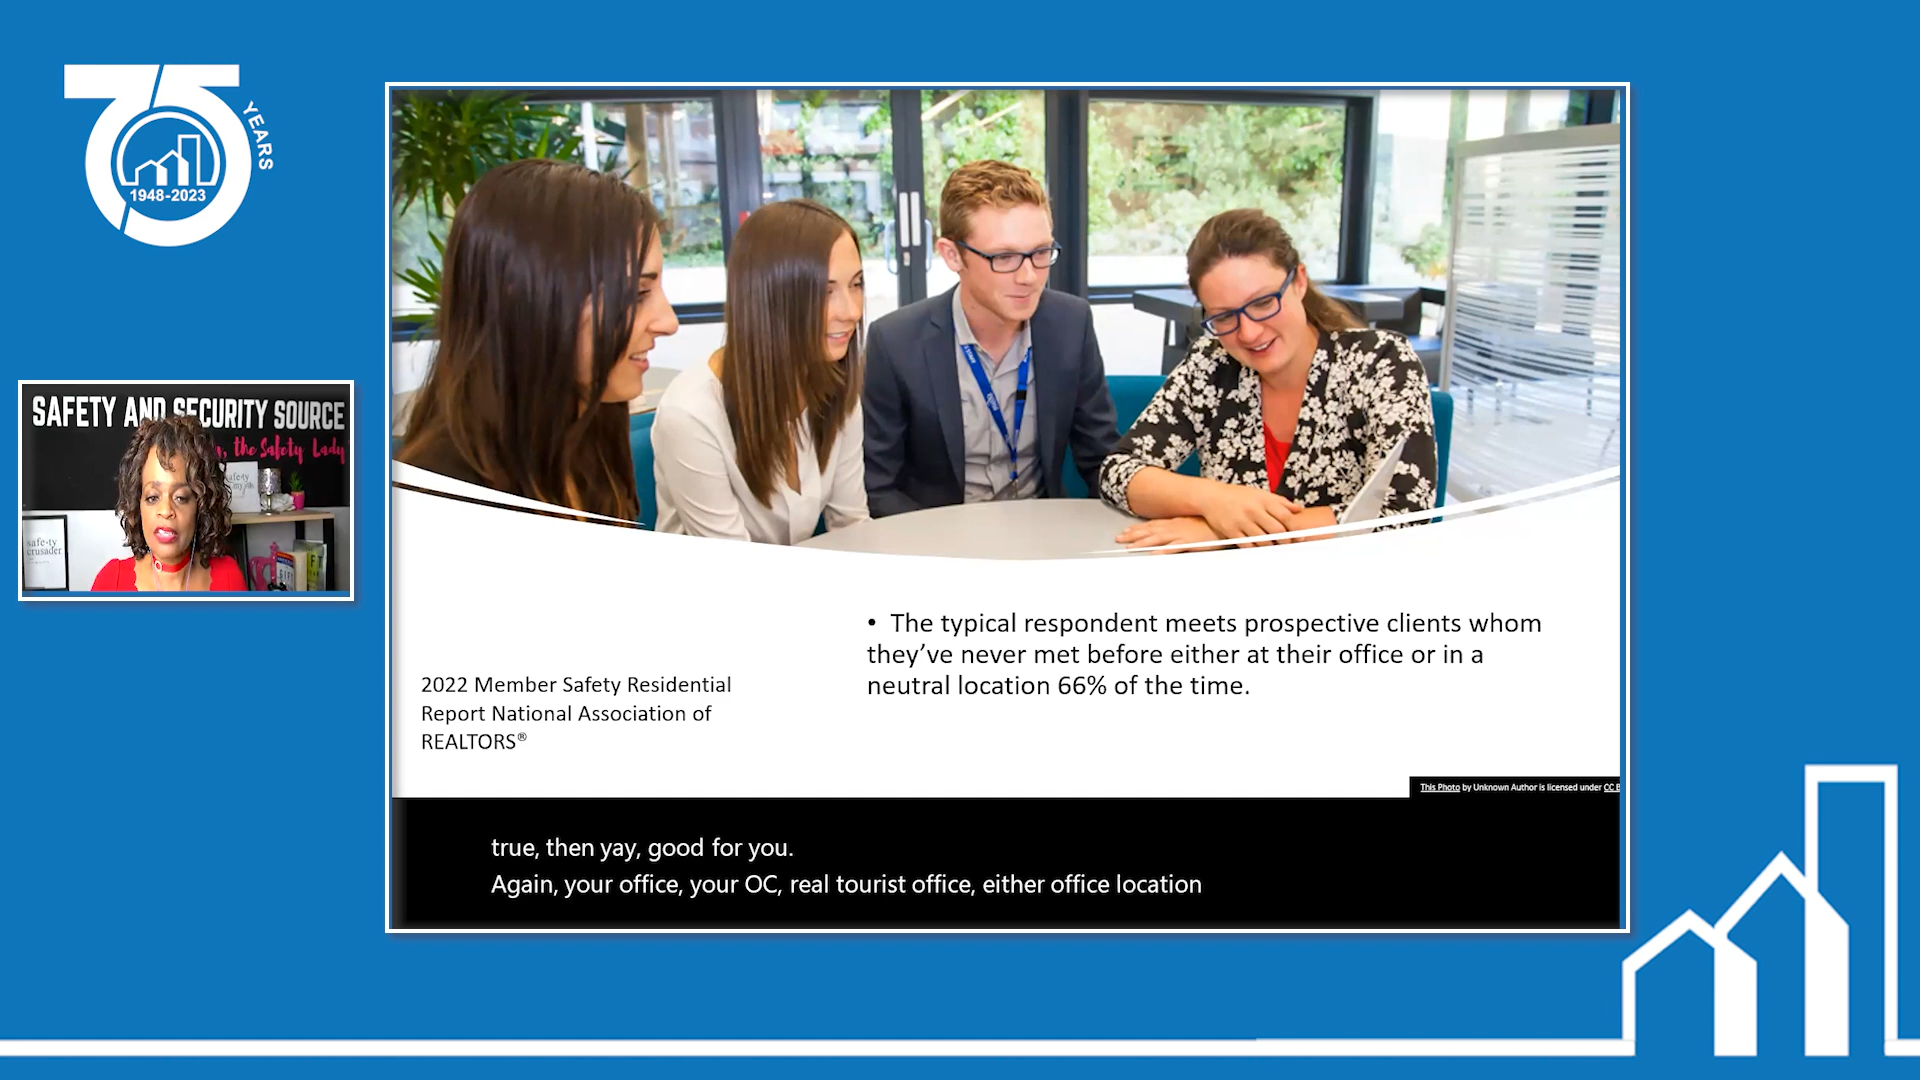 YEARS
1948-2023
SAFETY AND SECURITY SOURCE
the Safety Lady
safe·ty
crusader
• The typical respondent meets prospective clients whom
they’ve never met before either at their office or in a
neutral location 66% of the time.
2022 Member Safety Residential
Report National Association of
REALTORS®
This Photo by Unknown Author is licensed under CC
true, then yay, good for you.
Again, your office, your OC, real tourist office, either office location